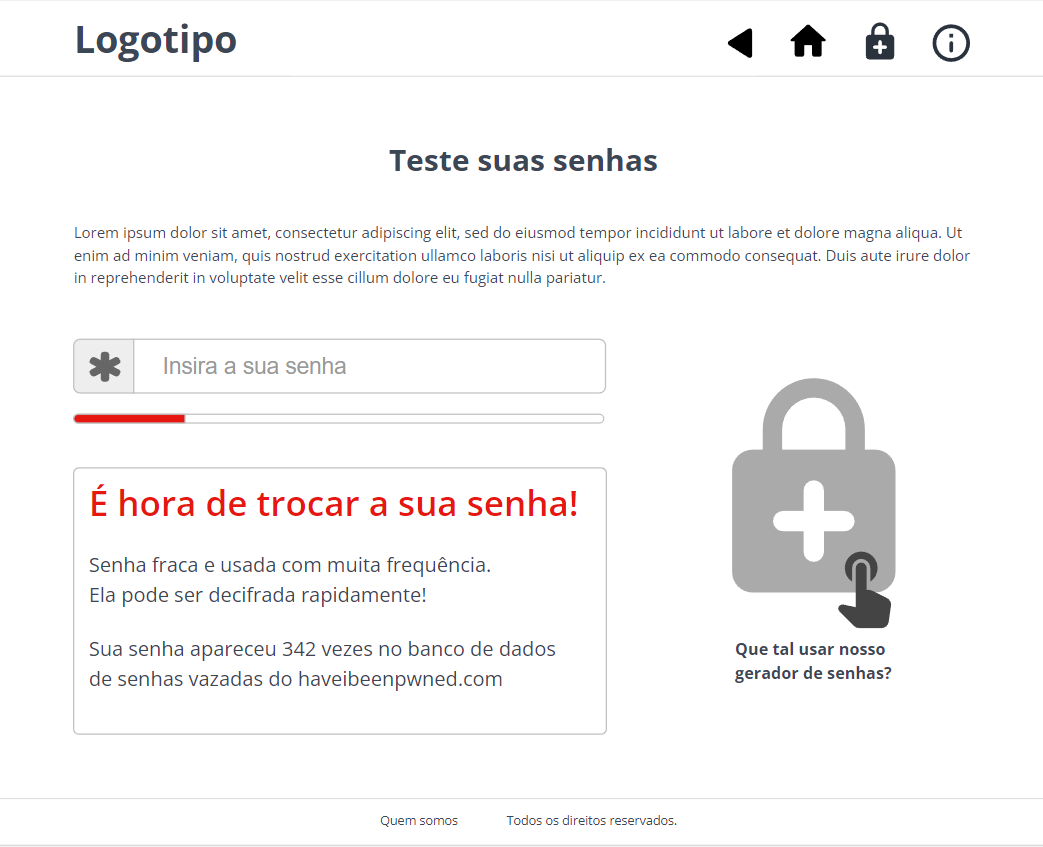 Logotipo
Teste suas senhas
Lorem ipsum dolor sit amet, consectetur adipiscing elit, sed do eiusmod tempor incididunt ut labore et dolore magna aliqua. Ut
enim ad minim veniam, quis nostrud exercitation ullamco laboris nisi ut aliquip ex ea commodo consequat. Duis aute irure dolor
in reprehenderit in voluptate velit esse cillum dolore eu fugiat nulla pariatur.
Insira a sua senha
É hora de trocar a sua senha!
Senha fraca e usada com muita frequência.
Ela pode ser decifrada rapidamente!
Sua senha apareceu 342 vezes no banco de dados
de senhas vazadas do haveibeenpwned.com
Que tal usar nosso
gerador de senhas?
Quem somos
Todos os direitos reservados.